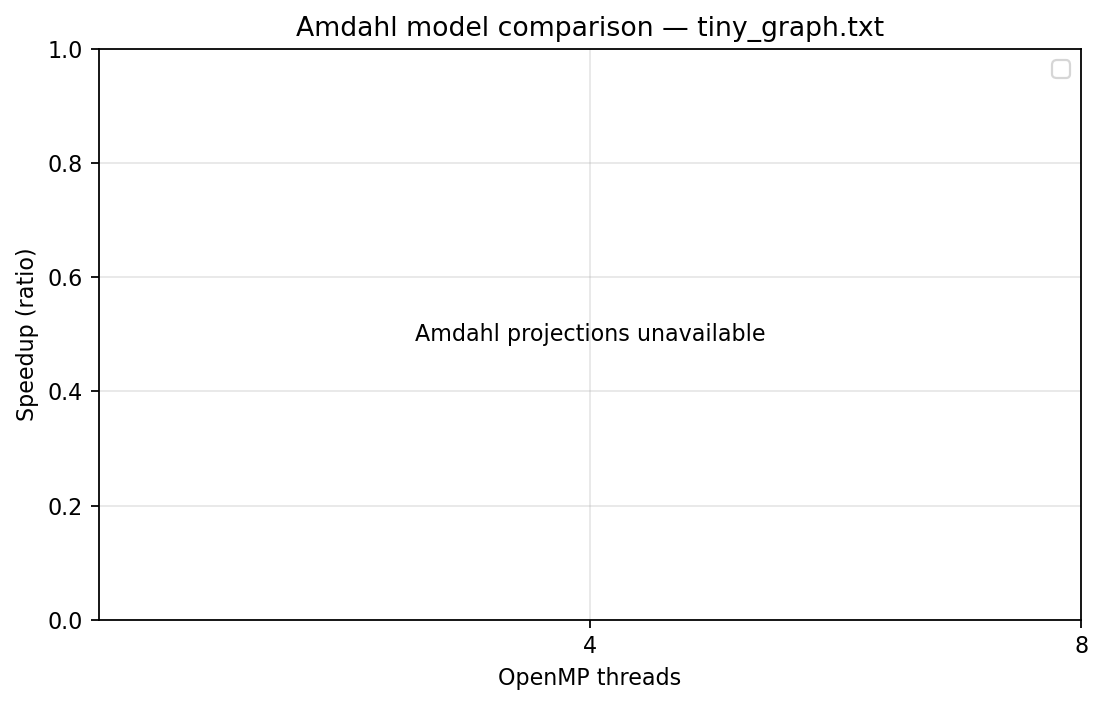 Amdahl model comparison — tiny_graph.txt
1.0
0.8
0.6
0.4
0.2
0.0
Speedup (ratio)
Amdahl projections unavailable
4
8
OpenMP threads